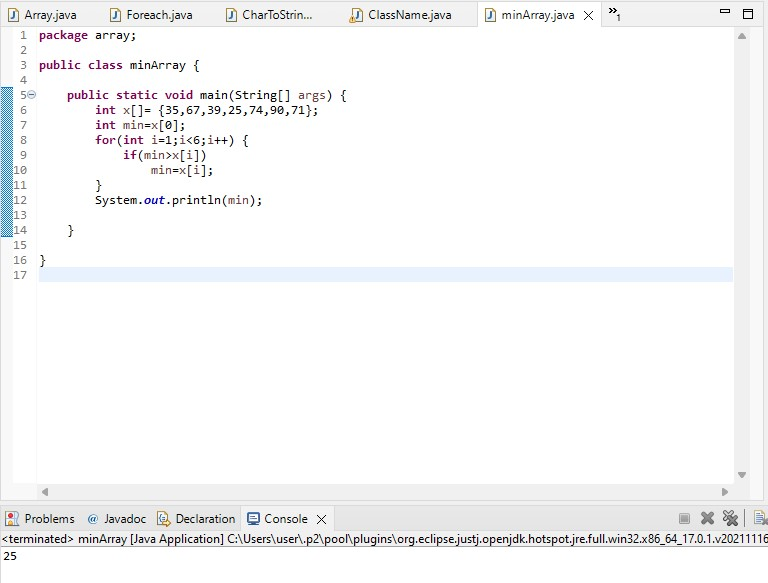 Array.java Foreach.java CharToStrin... ClassName.java minArray.java »1
1 package array;
2
3 public class minArray {
4
5 public static void main(String[] args) {
6 int x[]= {35,67,39,25,74,90,71};
7 int min=x[0];
8 for(int i=1;i<6;i++) {
9 if(min>x[i])
10 min=x[i];
11 }
12 System.out.println(min);
13
14 }
15
16 }
17
Problems @ Javadoc Declaration Console
<terminated> minArray [Java Application] C:\Users\user\.p2\pool\plugins\org.eclipse.justj.openjdk.hotspot.jre.full.win32.x86_64_17.0.1.v20211116
25